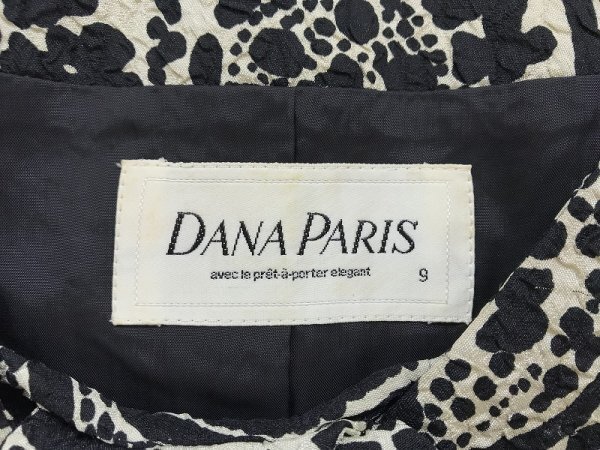 DANA PARIS
avec le prêt-à-porter elegant 9